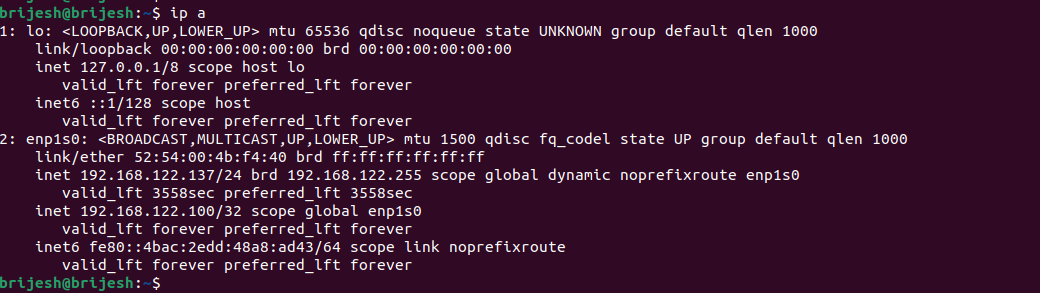 brijesh@brijesh:~$ ip a
1: lo: <LOOPBACK,UP,LOWER_UP> mtu 65536 qdisc noqueue state UNKNOWN group default qlen 1000
    link/loopback 00:00:00:00:00:00 brd 00:00:00:00:00:00
    inet 127.0.0.1/8 scope host lo
       valid_lft forever preferred_lft forever
    inet6 ::1/128 scope host
       valid_lft forever preferred_lft forever
2: enp1s0: <BROADCAST,MULTICAST,UP,LOWER_UP> mtu 1500 qdisc fq_codel state UP group default qlen 1000
    link/ether 52:54:00:4b:f4:40 brd ff:ff:ff:ff:ff:ff
    inet 192.168.122.137/24 brd 192.168.122.255 scope global dynamic noprefixroute enp1s0
       valid_lft 3558sec preferred_lft 3558sec
    inet 192.168.122.100/32 scope global enp1s0
       valid_lft forever preferred_lft forever
    inet6 fe80::4bac:2edd:48a8:ad43/64 scope link noprefixroute
       valid_lft forever preferred_lft forever
brijesh@brijesh:~$